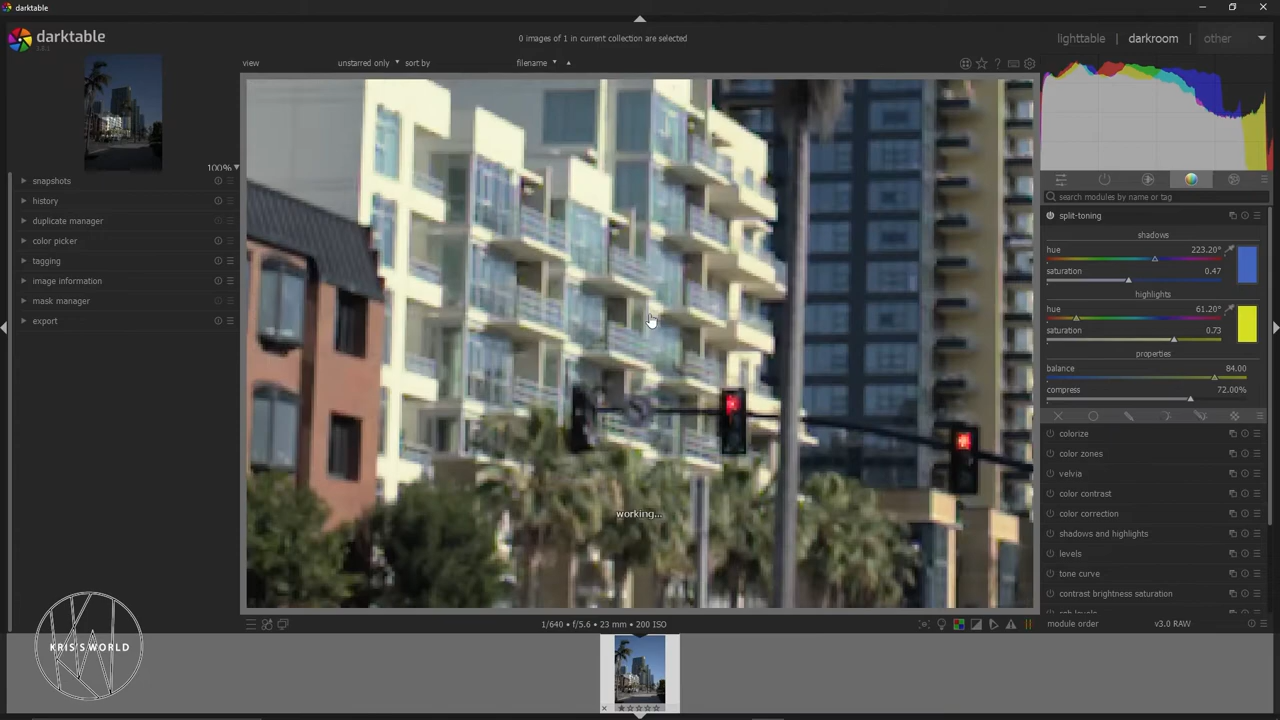 darktable
darktable
0 images of 1 in current collection are selected
lighttable | darkroom | other
view unstarred only sort by filename
100%
snapshots
history
duplicate manager
color picker
tagging
image information
mask manager
export
search modules by name or tag
split-toning
shadows
hue 223.20°
saturation 0.47
highlights
hue 61.20°
saturation 0.73
properties
balance 84.00
compress 72.00%
colorize
color zones
velvia
color contrast
color correction
shadows and highlights
levels
tone curve
contrast brightness saturation
rgb levels
working...
1/640 • f/5.6 • 23 mm • 200 ISO
module order v3.0 RAW
KRIS'S WORLD